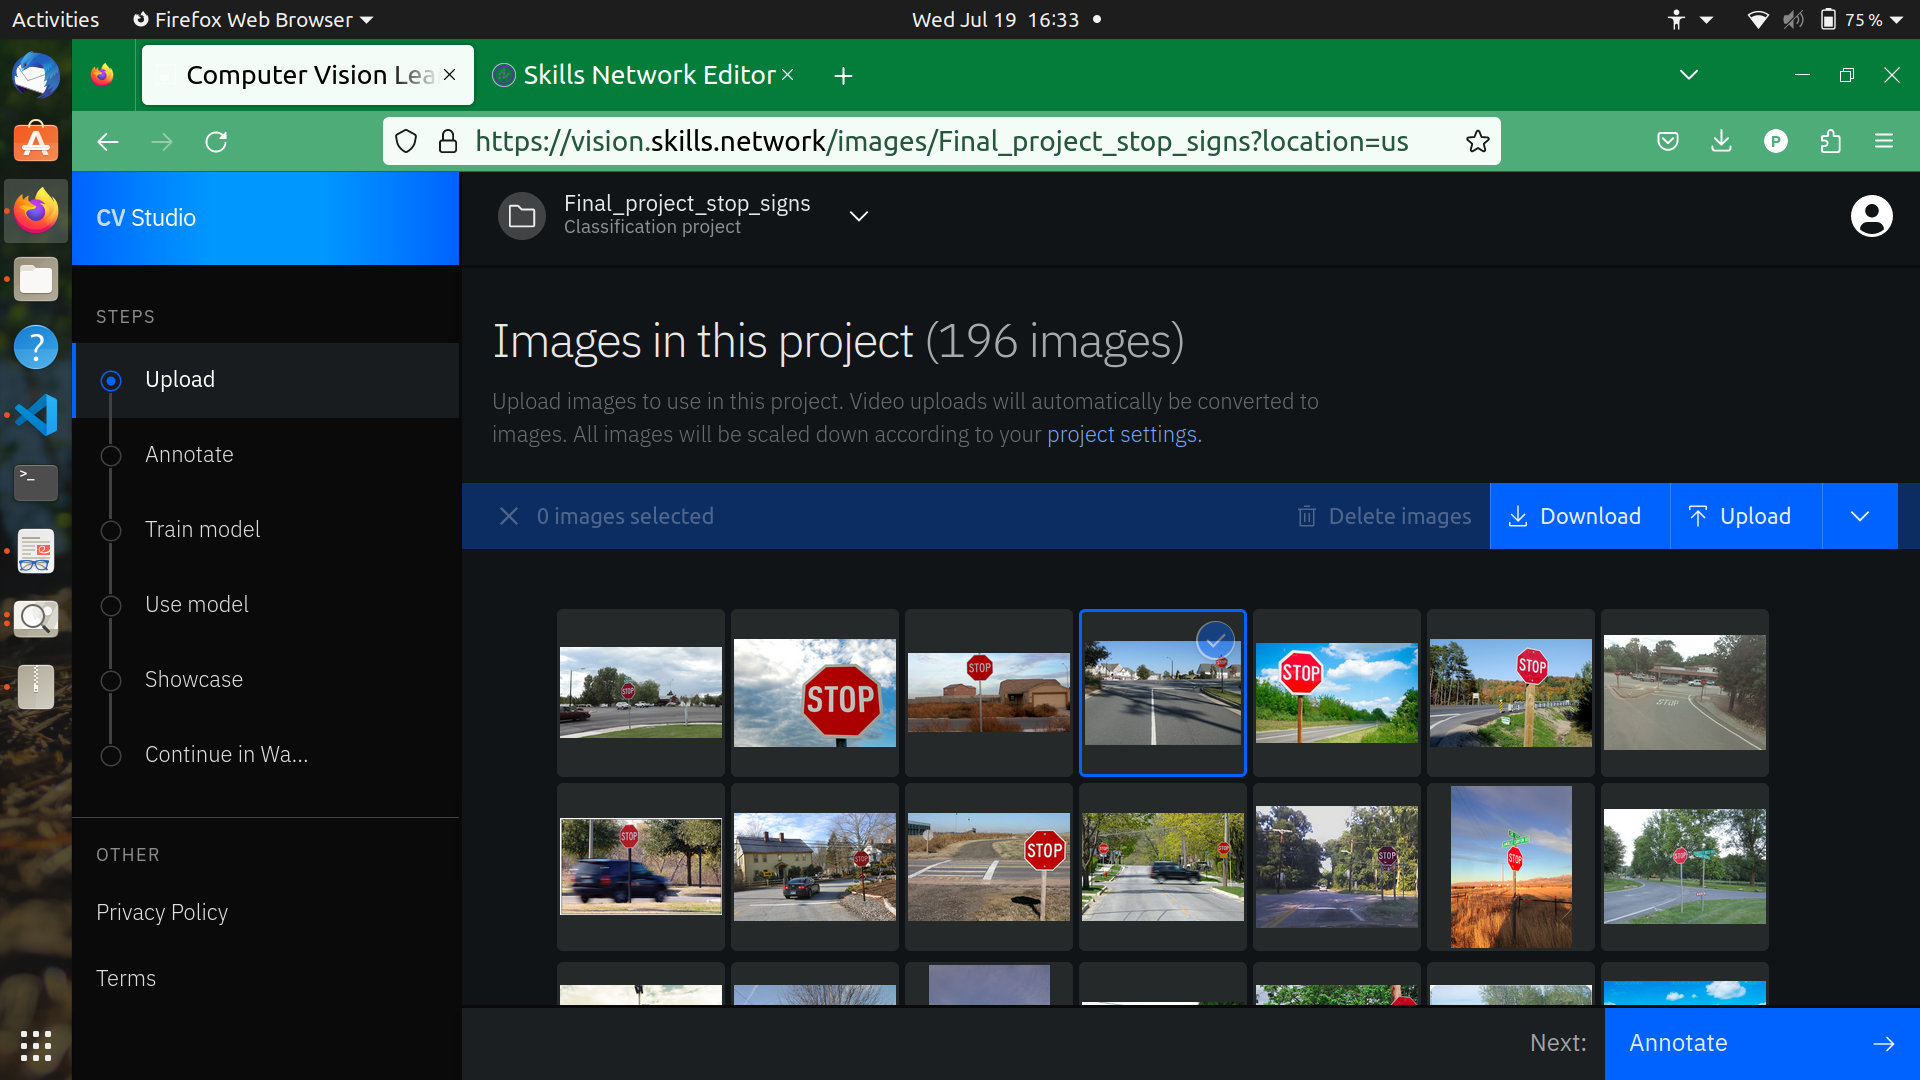 Activities
Firefox Web Browser
Wed Jul 19 16:33
75 %
Computer Vision Lea
Skills Network Editor
https://vision.skills.network/images/Final_project_stop_signs?location=us
P
CV Studio
Final_project_stop_signs
Classification project
STEPS
Upload
Annotate
Train model
Use model
Showcase
Continue in Wa...
OTHER
Privacy Policy
Terms
Images in this project (196 images)
Upload images to use in this project. Video uploads will automatically be converted to
images. All images will be scaled down according to your project settings.
0 images selected
Delete images
Download
Upload
STOP
STOP
STOP
STOP
STOP
STOP
STOP
STOP
STOP
STOP
STOP
STOP
STOP
Next:
Annotate